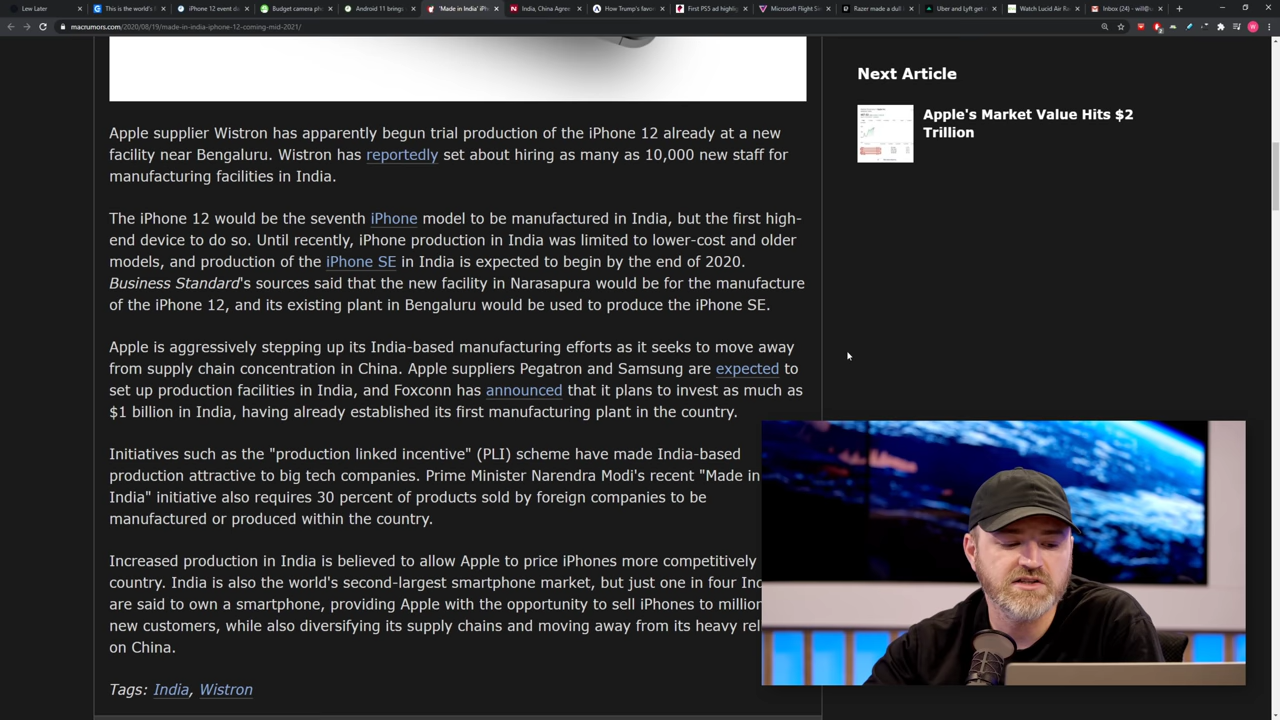 Lew Later
This is the world's
iPhone 12 event do
Budget camera pho
Android 11 brings
'Made in India' iPh
India, China Agree
How Trump's favo
First PS5 ad highlig
Microsoft Flight Si
Razer made a dul
Uber and Lyft get
Watch Lucid Air Ra
Inbox (24) - will@
macrumors.com/2020/08/19/made-in-india-iphone-12-coming-mid-2021/
Apple supplier Wistron has apparently begun trial production of the iPhone 12 already at a new
facility near Bengaluru. Wistron has reportedly set about hiring as many as 10,000 new staff for
manufacturing facilities in India.
The iPhone 12 would be the seventh iPhone model to be manufactured in India, but the first high-
end device to do so. Until recently, iPhone production in India was limited to lower-cost and older
models, and production of the iPhone SE in India is expected to begin by the end of 2020.
Business Standard's sources said that the new facility in Narasapura would be for the manufacture
of the iPhone 12, and its existing plant in Bengaluru would be used to produce the iPhone SE.
Apple is aggressively stepping up its India-based manufacturing efforts as it seeks to move away
from supply chain concentration in China. Apple suppliers Pegatron and Samsung are expected to
set up production facilities in India, and Foxconn has announced that it plans to invest as much as
$1 billion in India, having already established its first manufacturing plant in the country.
Initiatives such as the "production linked incentive" (PLI) scheme have made India-based
production attractive to big tech companies. Prime Minister Narendra Modi's recent "Made in
India" initiative also requires 30 percent of products sold by foreign companies to be
manufactured or produced within the country.
Increased production in India is believed to allow Apple to price iPhones more competitively
country. India is also the world's second-largest smartphone market, but just one in four Ind
are said to own a smartphone, providing Apple with the opportunity to sell iPhones to million
new customers, while also diversifying its supply chains and moving away from its heavy rel
on China.
Tags: India, Wistron
Next Article
Apple's Market Value Hits $2
Trillion